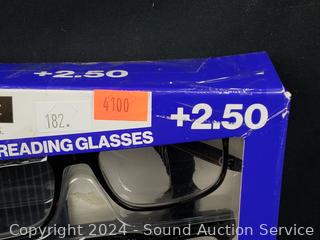 +2.50
4100
182.
+2.50
READING GLASSES
Copyright © 2024 - Sound Auction Service